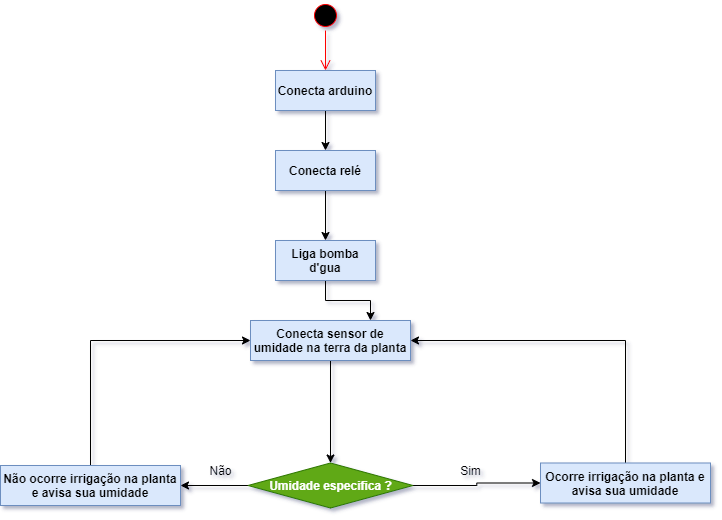 Conecta arduino
Conecta relé
Liga bomba
d'gua
Conecta sensor de
umidade na terra da planta
Não
Sim
Não ocorre irrigação na planta
e avisa sua umidade
Umidade especifica ?
Ocorre irrigação na planta e
avisa sua umidade